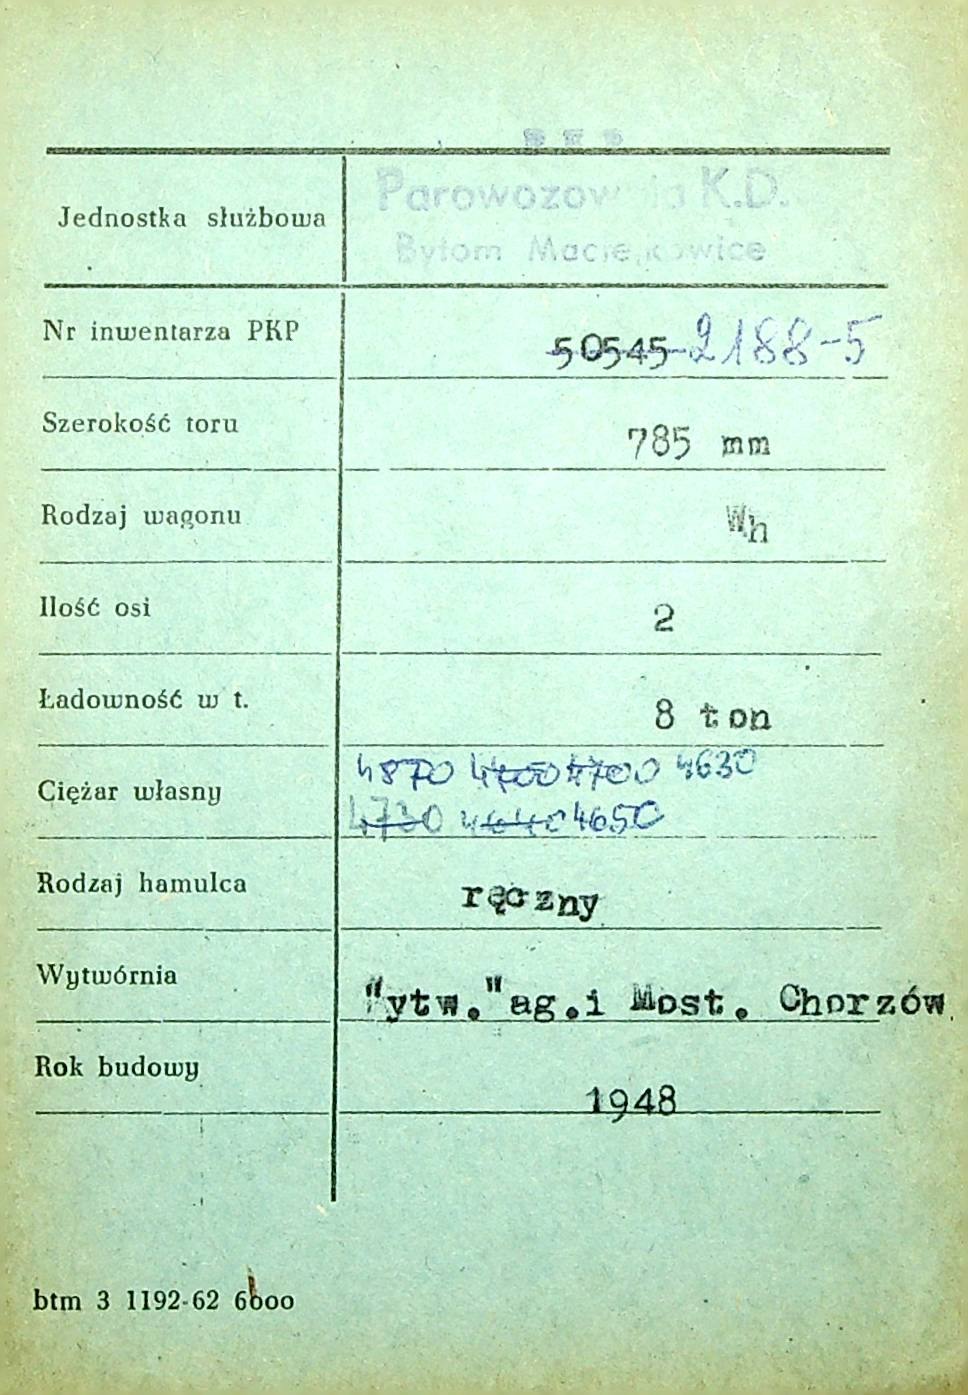 P K P
Parowozownia K.D.
Jednostka służbowa
Bytom Maciejkowice
Nr inwentarza PKP 50545 2188-5
Szerokość toru 785 mm
Rodzaj wagonu Wh
Ilość osi 2
Ładowność w t. 8 ton
4870 4700 4700 4630
Ciężar własny
4730 4640 4650
Rodzaj hamulca ręczny
Wytwórnia "ytw."ag.i Most. Chorzów
Rok budowy 1948
btm 3 1192-62 6000